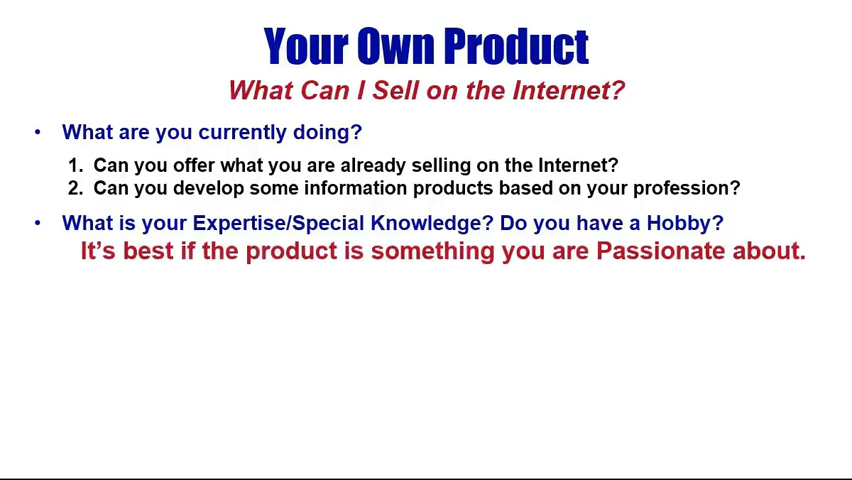 Your Own Product
What Can I Sell on the Internet?
• What are you currently doing?
1. Can you offer what you are already selling on the Internet?
2. Can you develop some information products based on your profession?
• What is your Expertise/Special Knowledge? Do you have a Hobby?
It’s best if the product is something you are Passionate about.